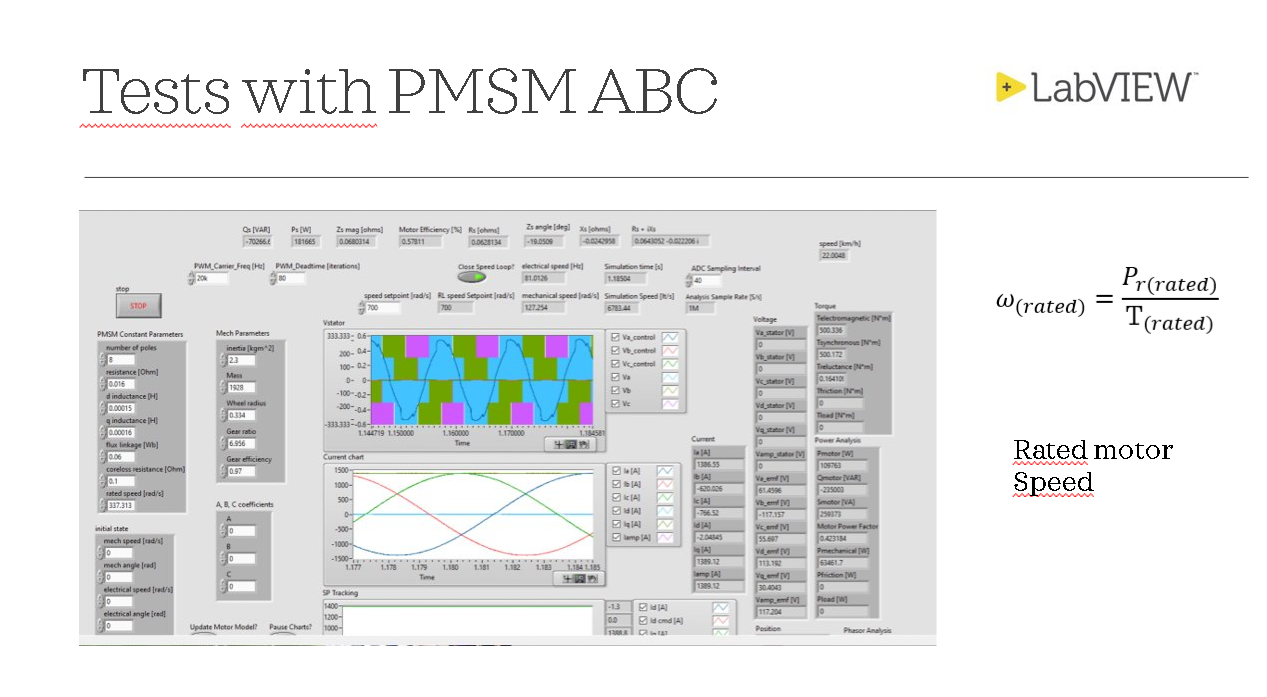 Tests with PMSM ABC
LabVIEW™
Qs [VAR] Ps [W] Zs mag [ohms] Motor Efficiency [%] Rs [ohms] Zs angle [deg] Xs [ohms] Rs + iXs
181665 0.0680314 0.57811 0.0628134 -19.0509 -0.0242958 0.0643052 -0.022206 i
speed [km/h]
22.0048
PWM_Carrier_Freq [Hz] PWM_Deadtime [iterations] Close Speed Loop? electrical speed [Hz] Simulation time [s] ADC Sampling Interval
20k 80 81.0126 1.18504 40
stop
STOP
speed setpoint [rad/s] RL speed Setpoint [rad/s] mechanical speed [rad/s] Simulation Speed [It/s] Analysis Sample Rate [S/s]
700 700 127.254 6783.44 1M
PMSM Constant Parameters
number of poles
8
resistance [Ohm]
0.016
d inductance [H]
0.00015
q inductance [H]
0.00016
flux linkage [Wb]
0.06
coreless resistance [Ohm]
0.1
rated speed [rad/s]
337.313
initial state
mech speed [rad/s]
0
mech angle [rad]
0
electrical speed [rad/s]
0
electrical angle [rad]
0
Mech Parameters
inertia [kgm^2]
2.3
Mass
1928
Wheel radius
0.334
Gear ratio
6.956
Gear efficiency
0.97
A, B, C coefficients
A
0
B
0
C
0
Update Motor Model? Pause Charts?
Vstator
333.333 0.6
200 0.4
100 0.2
0 0
-100 -0.2
-200 -0.4
-333.333 -0.6
1.144719 1.150000 1.160000 1.170000 1.184581
Time
Va_control
Vb_control
Vc_control
Va
Vb
Vc
Current chart
1500
1000
500
0
-500
-1000
-1500
1.177 1.178 1.179 1.180 1.181 1.182 1.183 1.184 1.185
Time
Ia [A]
Ib [A]
Ic [A]
Id [A]
Iq [A]
Iamp [A]
SP Tracking
1400
1200
1000
-1.3
0.0
1388.8
Id [A]
Id cmd [A]
Iq [A]
Current
Ia [A]
1386.55
Ib [A]
-620.026
Ic [A]
-766.52
Id [A]
-2.04845
Iq [A]
1389.12
Iamp [A]
1389.12
Voltage
Va_stator [V]
0
Vb_stator [V]
0
Vc_stator [V]
0
Vd_stator [V]
0
Vq_stator [V]
0
Vamp_stator [V]
0
Va_emf [V]
61.4596
Vb_emf [V]
-117.157
Vc_emf [V]
55.697
Vd_emf [V]
113.192
Vq_emf [V]
30.4043
Vamp_emf [V]
117.204
Position
Torque
Telectromagnetic [N*m]
500.336
Tsynchronous [N*m]
500.172
Treluctance [N*m]
Tfriction [N*m]
0
Tload [N*m]
0
Power Analysis
Pmotor [W]
109763
Qmotor [VAR]
-235003
Smotor [VA]
259373
Motor Power Factor
0.423184
Pmechenical [W]
63461.7
Pfriction [W]
0
Pload [W]
0
Phasor Analysis
ω(rated) = Pr(rated) / T(rated)
Rated motor
Speed